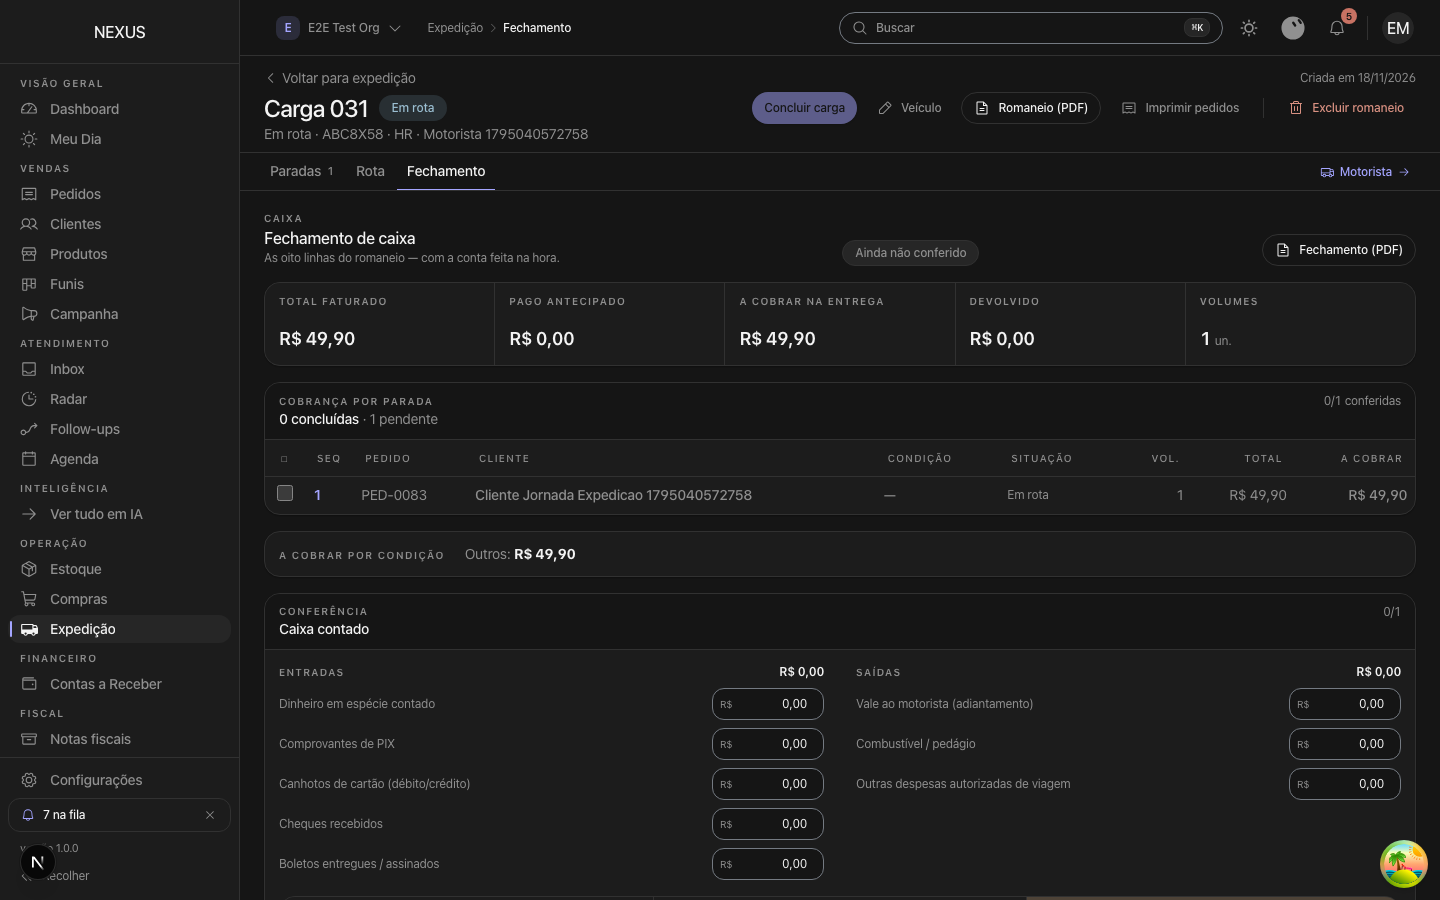 NEXUS
E
E2E Test Org
Expedição
Fechamento
Buscar
⌘K
5
EM
VISÃO GERAL
Dashboard
Meu Dia
VENDAS
Pedidos
Clientes
Produtos
Funis
Campanha
ATENDIMENTO
Inbox
Radar
Follow-ups
Agenda
INTELIGÊNCIA
Ver tudo em IA
OPERAÇÃO
Estoque
Compras
Expedição
FINANCEIRO
Contas a Receber
FISCAL
Notas fiscais
Configurações
7 na fila
1.0.0
N
Voltar para expedição
Criada em 18/11/2026
Carga 031
Em rota
Concluir carga
Veículo
Romaneio (PDF)
Imprimir pedidos
Excluir romaneio
Em rota · ABC8X58 · HR · Motorista 1795040572758
Paradas 1
Rota
Fechamento
Motorista →
CAIXA
Fechamento de caixa
As oito linhas do romaneio — com a conta feita na hora.
Ainda não conferido
Fechamento (PDF)
TOTAL FATURADO
R$ 49,90
PAGO ANTECIPADO
R$ 0,00
A COBRAR NA ENTREGA
R$ 49,90
DEVOLVIDO
R$ 0,00
VOLUMES
1 un.
COBRANÇA POR PARADA
0/1 conferidas
0 concluídas · 1 pendente
SEQ PEDIDO CLIENTE CONDIÇÃO SITUAÇÃO VOL. TOTAL A COBRAR
1 PED-0083 Cliente Jornada Expedicao 1795040572758 — Em rota 1 R$ 49,90 R$ 49,90
A COBRAR POR CONDIÇÃO Outros: R$ 49,90
CONFERÊNCIA
0/1
Caixa contado
ENTRADAS R$ 0,00
Dinheiro em espécie contado R$ 0,00
Comprovantes de PIX R$ 0,00
Canhotos de cartão (débito/crédito) R$ 0,00
Cheques recebidos R$ 0,00
Boletos entregues / assinados R$ 0,00
SAÍDAS R$ 0,00
Vale ao motorista (adiantamento) R$ 0,00
Combustível / pedágio R$ 0,00
Outras despesas autorizadas de viagem R$ 0,00